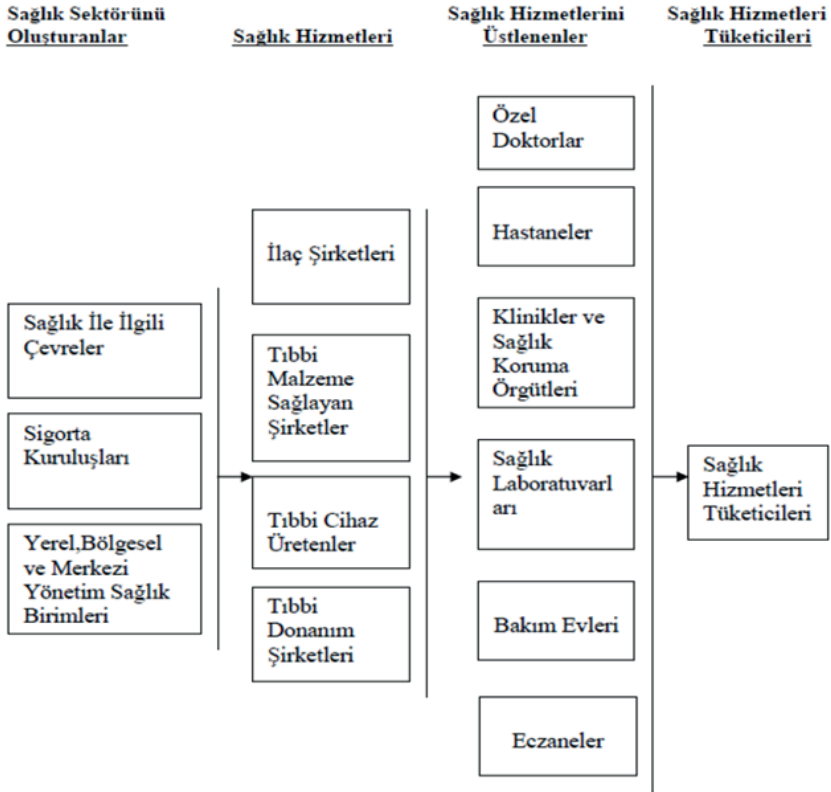 Sağlık Sektörünü
Oluşturanlar
Sağlık Hizmetleri
Sağlık Hizmetlerini
Üstlenenler
Sağlık Hizmetleri
Tüketicileri
Sağlık İle İlgili
Çevreler
Sigorta
Kuruluşları
Yerel,Bölgesel
ve Merkezi
Yönetim Sağlık
Birimleri
İlaç Şirketleri
Tıbbi
Malzeme
Sağlayan
Şirketler
Tıbbi Cihaz
Üretenler
Tıbbi
Donanım
Şirketleri
Özel
Doktorlar
Hastaneler
Klinikler ve
Sağlık
Koruma
Örgütleri
Sağlık
Laboratuvarl
arı
Bakım Evleri
Eczaneler
Sağlık
Hizmetleri
Tüketicileri